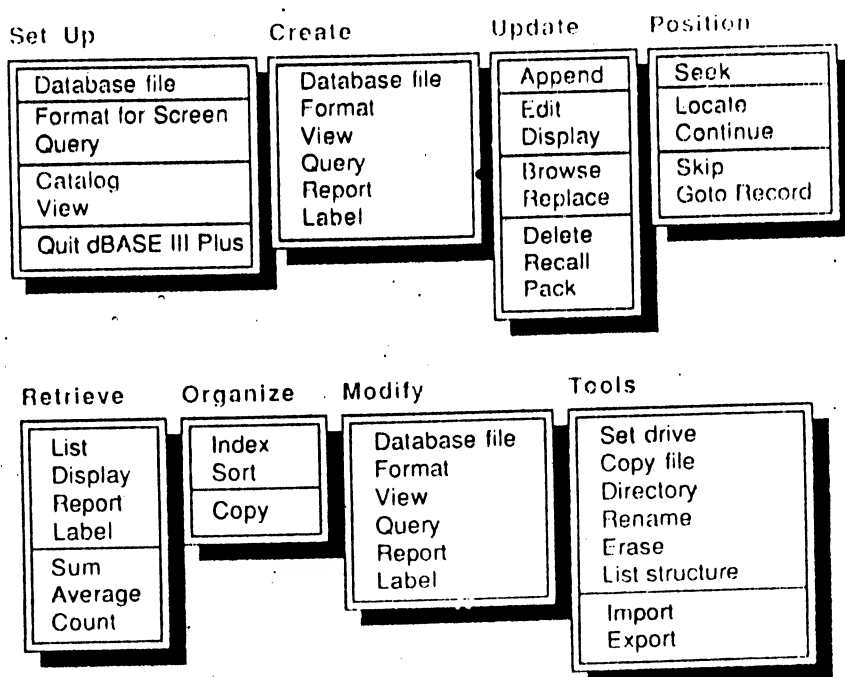 Set Up
Database file
Format for Screen
Query
Catalog
View
Quit dBASE III Plus
Create
Database file
Format
View
Query
Report
Label
Update
Append
Edit
Display
Browse
Replace
Delete
Recall
Pack
Position
Seek
Locate
Continue
Skip
Goto Record
Retrieve
List
Display
Report
Label
Sum
Average
Count
Organize
Index
Sort
Copy
Modify
Database file
Format
View
Query
Report
Label
Tools
Set drive
Copy file
Directory
Rename
Erase
List structure
Import
Export